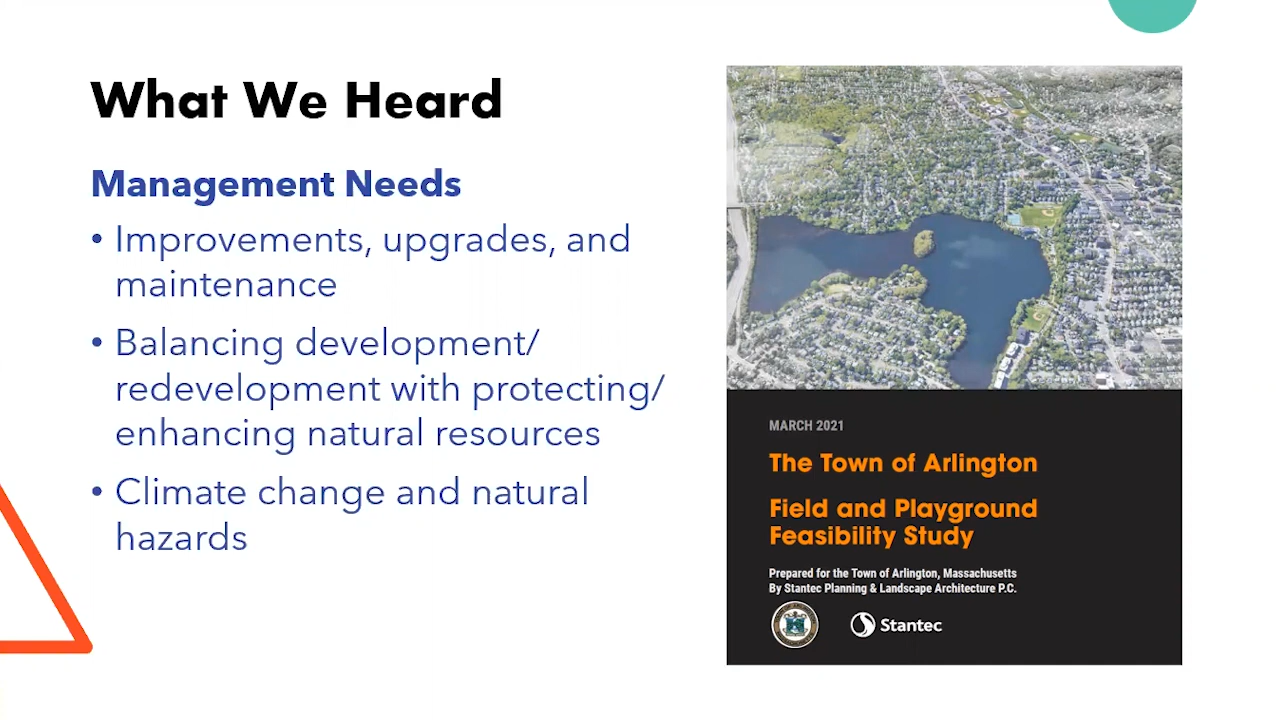 What We Heard
Management Needs
• Improvements, upgrades, and
maintenance
• Balancing development/
redevelopment with protecting/
enhancing natural resources
• Climate change and natural
hazards
MARCH 2021
The Town of Arlington
Field and Playground
Feasibility Study
Prepared for the Town of Arlington, Massachusetts
By Stantec Planning & Landscape Architecture P.C.
Stantec